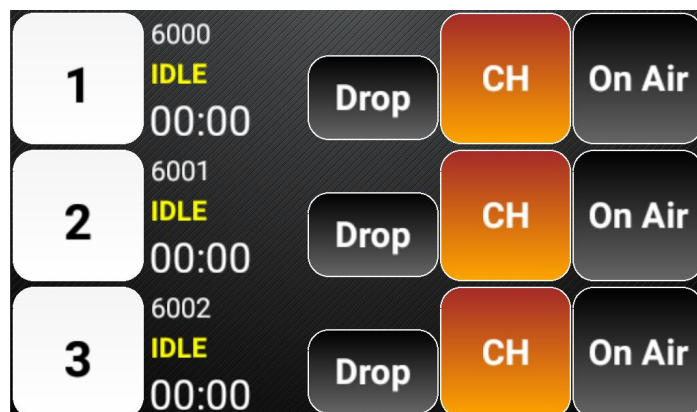 1
6000
IDLE
00:00
Drop
CH
On Air
2
6001
IDLE
00:00
Drop
CH
On Air
3
6002
IDLE
00:00
Drop
CH
On Air